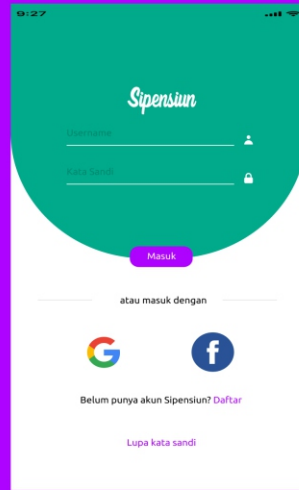 9:27
Sipensiun
Username
Kata Sandi
Masuk
atau masuk dengan
G
f
Belum punya akun Sipensiun? Daftar
Lupa kata sandi